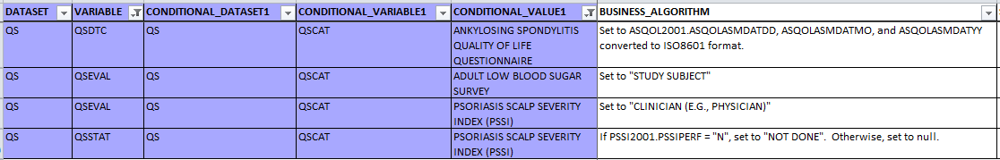 DATASET VARIABLE CONDITIONAL_DATASET1 CONDITIONAL_VARIABLE1 CONDITIONAL_VALUE1 BUSINESS_ALGORITHM
QS QSDTC QS QSCAT ANKYLOSING SPONDYLITIS Set to ASQOL2001.ASQOLASMDATDD, ASQOLASMDATMO, and ASQOLASMDATYY
QUALITY OF LIFE converted to ISO8601 format.
QUESTIONNAIRE
QS QSEVAL QS QSCAT ADULT LOW BLOOD SUGAR Set to "STUDY SUBJECT"
SURVEY
QS QSEVAL QS QSCAT PSORIASIS SCALP SEVERITY Set to "CLINICIAN (E.G., PHYSICIAN)"
INDEX (PSSI)
QS QSSTAT QS QSCAT PSORIASIS SCALP SEVERITY If PSSI2001.PSSIPERF = "N", set to "NOT DONE". Otherwise, set to null.
INDEX (PSSI)